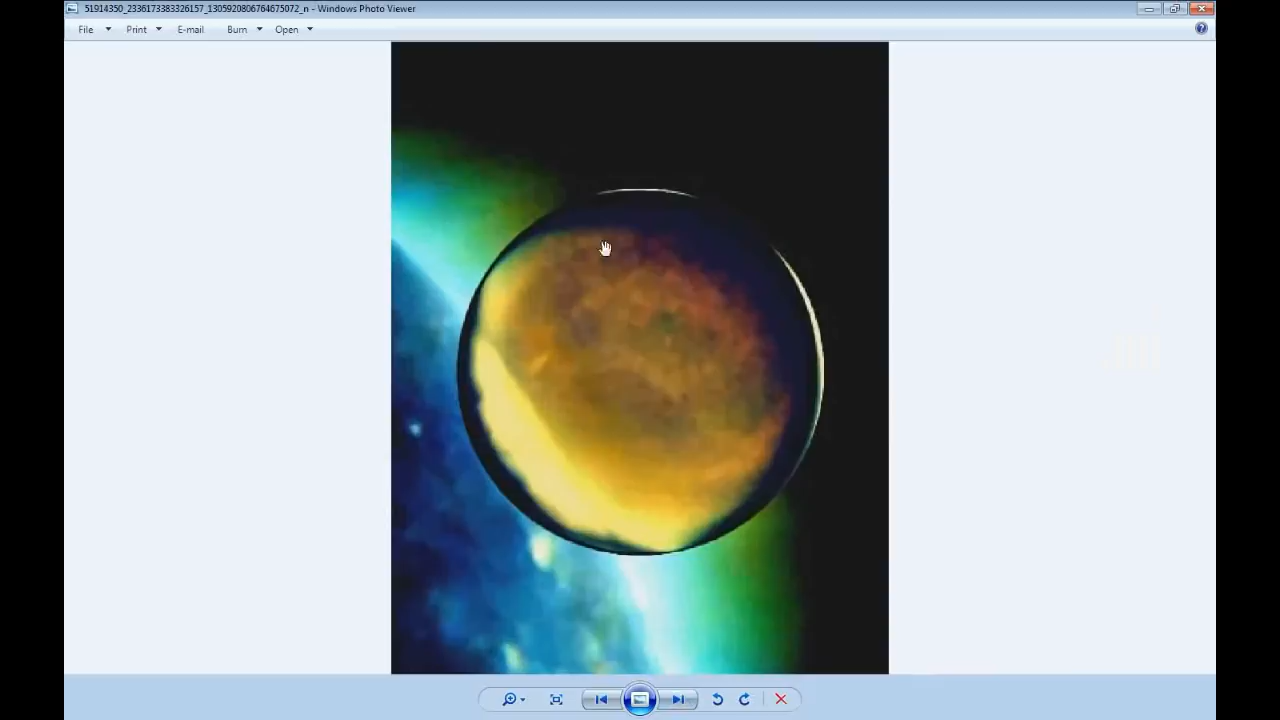 51914350_2336173383326157_1305920806764675072_n - Windows Photo Viewer
File Print E-mail Burn Open